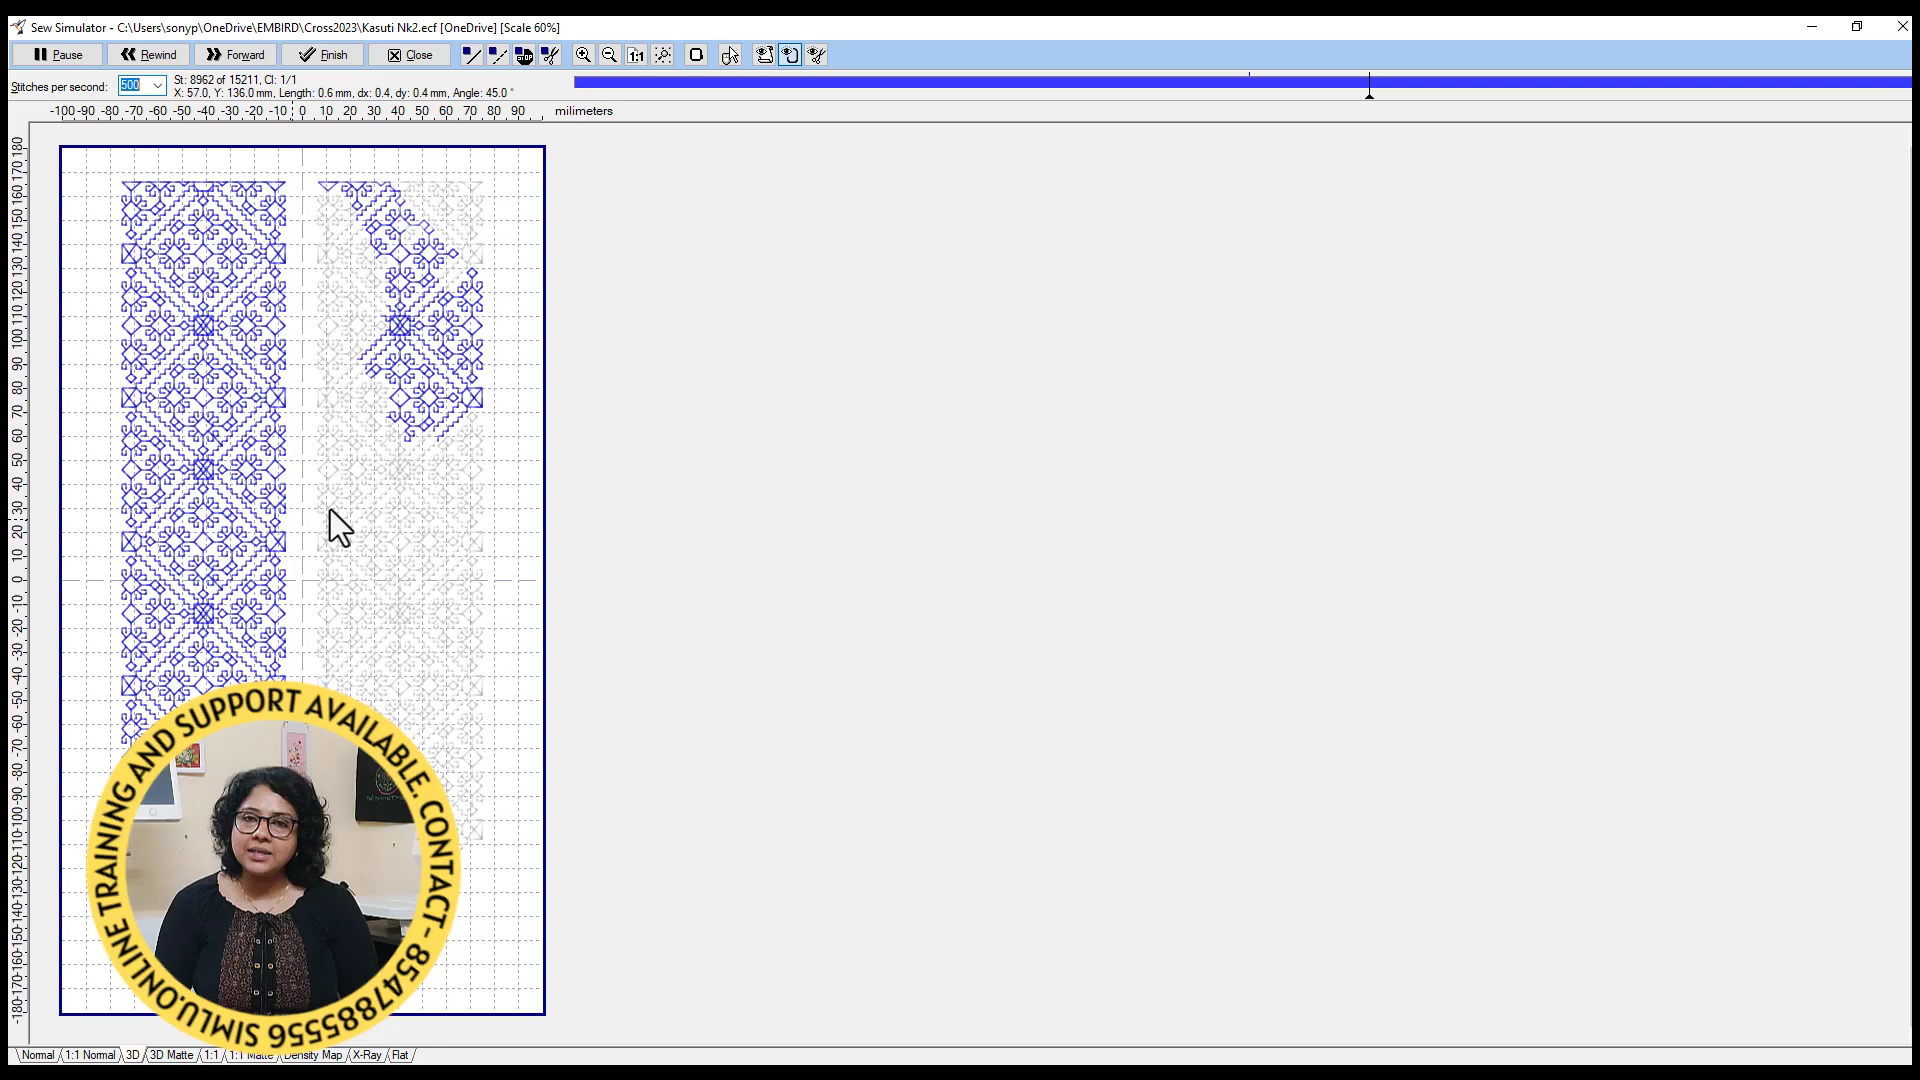 Sew Simulator - C:\Users\sonyp\OneDrive\EMBIRD\Cross2023\Kasuti Nk2.ecf [OneDrive] [Scale 60%]
Pause Rewind Forward Finish Close STOP 1:1
Stitches per second: 500
St: 8962 of 15211, Cl: 1/1
X: 57.0, Y: 136.0 mm, Length: 0.6 mm, dx: 0.4, dy: 0.4 mm, Angle: 45.0 °
-100 -90 -80 -70 -60 -50 -40 -30 -20 -10 0 10 20 30 40 50 60 70 80 90 milimeters
180 170 160 150 140 130 120 110 100 90 80 70 60 50 40 30 20 10 0 -10 -20 -30 -40 -50 -60 -70 -80 -90 -100 -110 -120 -130 -140 -150 -160 -170 -180
ONLINE TRAINING AND SUPPORT AVAILABLE. CONTACT- 8547885556 SIMLU.
Normal 1:1 Normal 3D 3D Matte 1:1 1:1 Matte Density Map X-Ray Flat